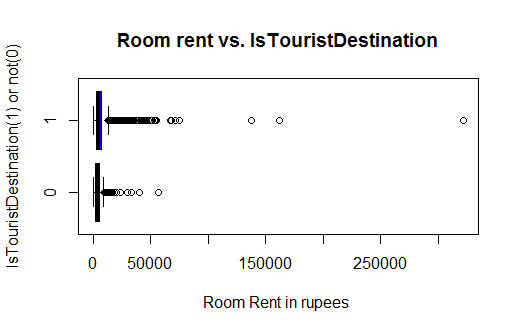 Room rent vs. IsTouristDestination
IsTouristDestination(1) or not(0)
1
0
0 50000 150000 250000
Room Rent in rupees